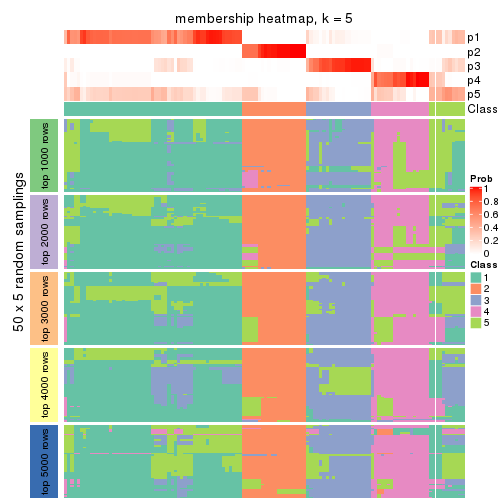 membership heatmap, k = 5
p1
p2
p3
p4
p5
Class
50 x 5 random samplings
top 1000 rows
top 2000 rows
top 3000 rows
top 4000 rows
top 5000 rows
Prob
1
0.8
0.6
0.4
0.2
0
Class
1
2
3
4
5